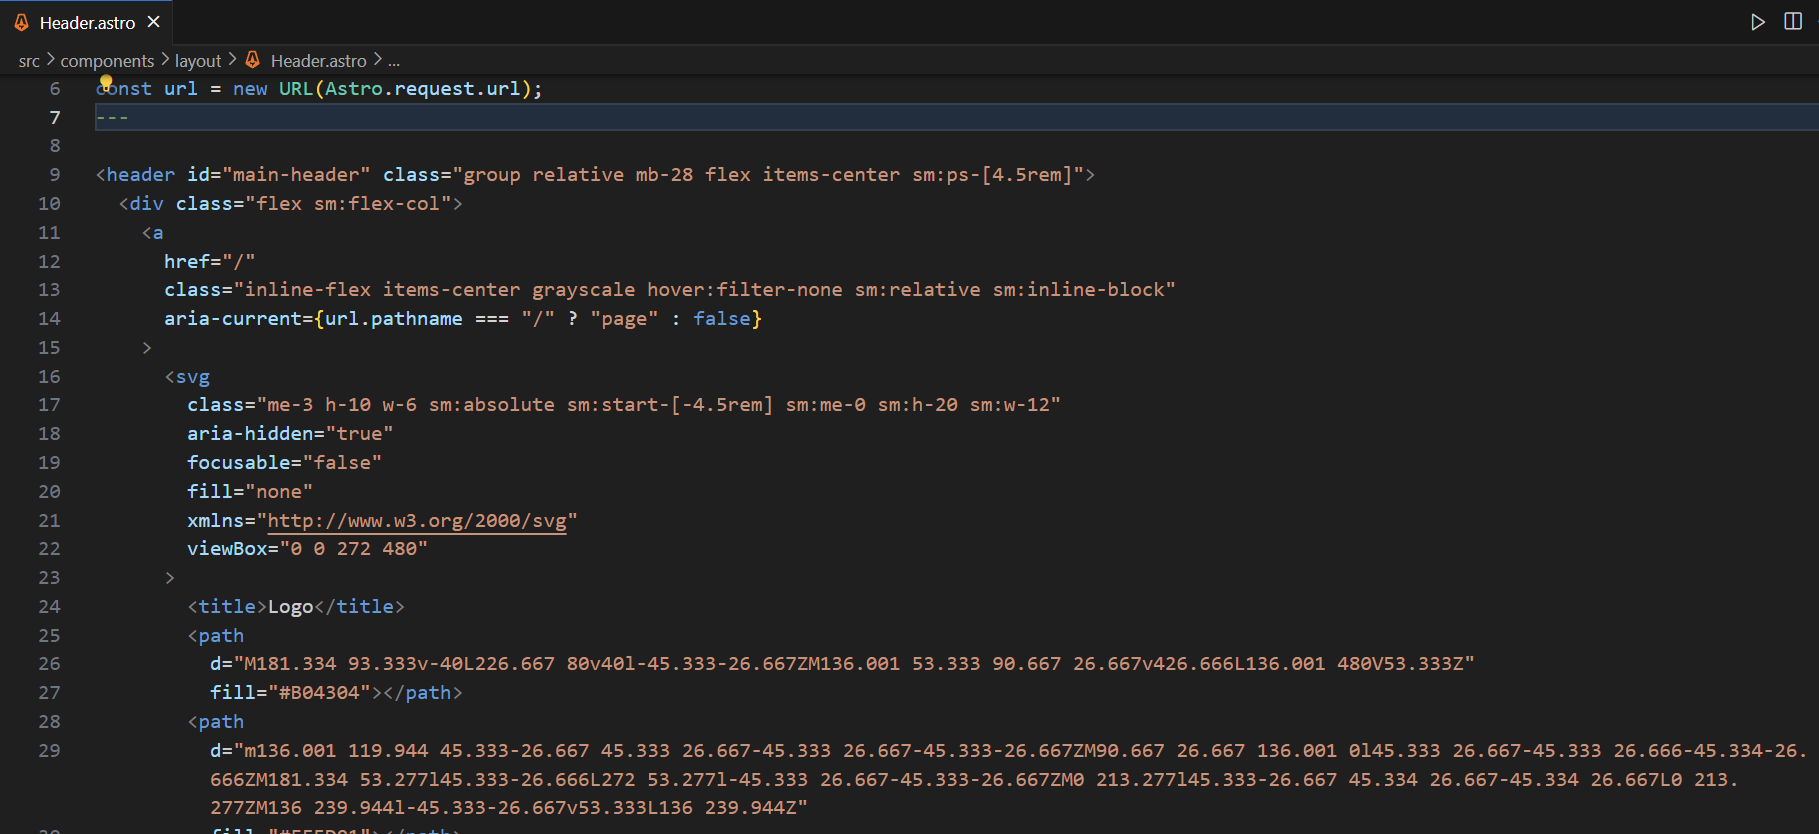 Header.astro
src > components > layout > Header.astro > ...
6 const url = new URL(Astro.request.url);
7 ---
8
9 <header id="main-header" class="group relative mb-28 flex items-center sm:ps-[4.5rem]">
10 <div class="flex sm:flex-col">
11 <a
12 href="/"
13 class="inline-flex items-center grayscale hover:filter-none sm:relative sm:inline-block"
14 aria-current={url.pathname === "/" ? "page" : false}
15 >
16 <svg
17 class="me-3 h-10 w-6 sm:absolute sm:start-[-4.5rem] sm:me-0 sm:h-20 sm:w-12"
18 aria-hidden="true"
19 focusable="false"
20 fill="none"
21 xmlns="http://www.w3.org/2000/svg"
22 viewBox="0 0 272 480"
23 >
24 <title>Logo</title>
25 <path
26 d="M181.334 93.333v-40L226.667 80v40l-45.333-26.667ZM136.001 53.333 90.667 26.667v426.666L136.001 480V53.333Z"
27 fill="#B04304"></path>
28 <path
29 d="m136.001 119.944 45.333-26.667 45.333 26.667-45.333 26.667-45.333-26.667ZM90.667 26.667 136.001 0l45.333 26.667-45.333 26.666-45.334-26.
666ZM181.334 53.277l45.333-26.666L272 53.277l-45.333 26.667-45.333-26.667ZM0 213.277l45.333-26.667 45.334 26.667-45.334 26.667L0 213.
277ZM136 239.944l-45.333-26.667v53.333L136 239.944Z"